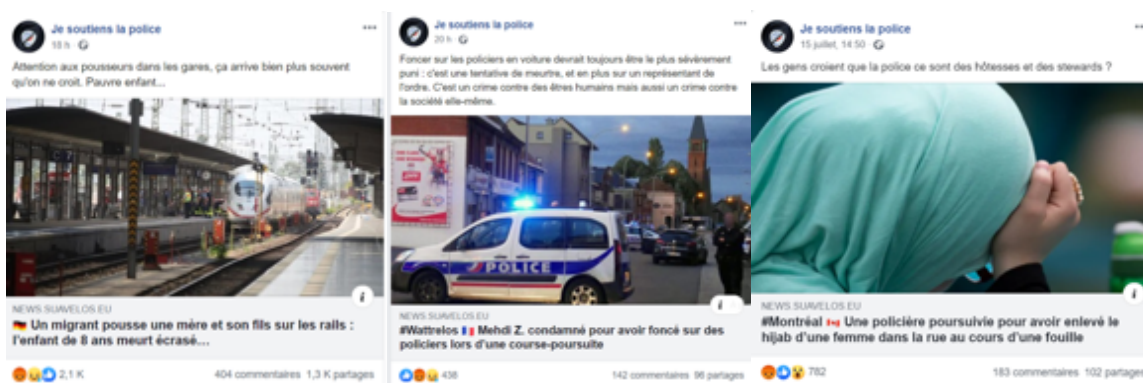 Je soutiens la police
18 h
Attention aux pousseurs dans les gares, ça arrive bien plus souvent
qu'on ne croit. Pauvre enfant...
NEWS.SUAVELOS.EU
Un migrant pousse une mère et son fils sur les rails :
l'enfant de 8 ans meurt écrasé...
2,1 K
404 commentaires 1,3 K partages
Je soutiens la police
20 h
Foncer sur les policiers en voiture devrait toujours être le plus sévèrement
puni : c'est une tentative de meurtre, et en plus sur un représentant de
l'ordre. C'est un crime contre des êtres humains mais aussi un crime contre
la société elle-même.
POLICE
NEWS.SUAVELOS.EU
#Wattrelos Mehdi Z. condamné pour avoir foncé sur des
policiers lors d'une course-poursuite
438
142 commentaires 96 partages
Je soutiens la police
15 juillet, 14:50
Les gens croient que la police ce sont des hôtesses et des stewards ?
NEWS.SUAVELOS.EU
#Montréal Une policière poursuivie pour avoir enlevé le
hijab d'une femme dans la rue au cours d'une fouille
782
183 commentaires 102 partages